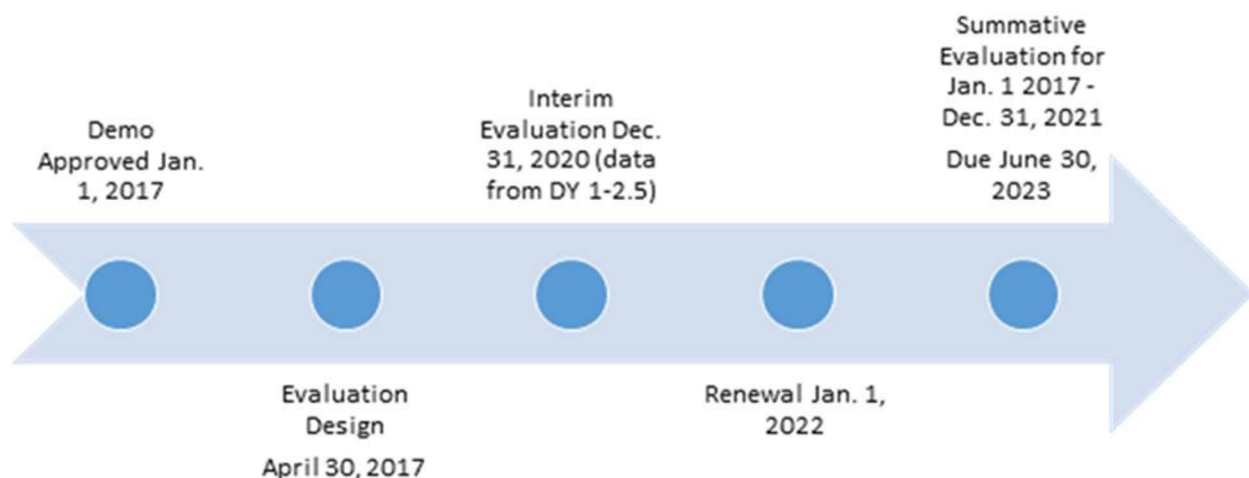 Demo
Approved Jan.
1, 2017
Evaluation
Design
April 30, 2017
Interim
Evaluation Dec.
31, 2020 (data
from DY 1-2.5)
Renewal Jan. 1,
2022
Summative
Evaluation for
Jan. 1 2017 -
Dec. 31, 2021
Due June 30,
2023